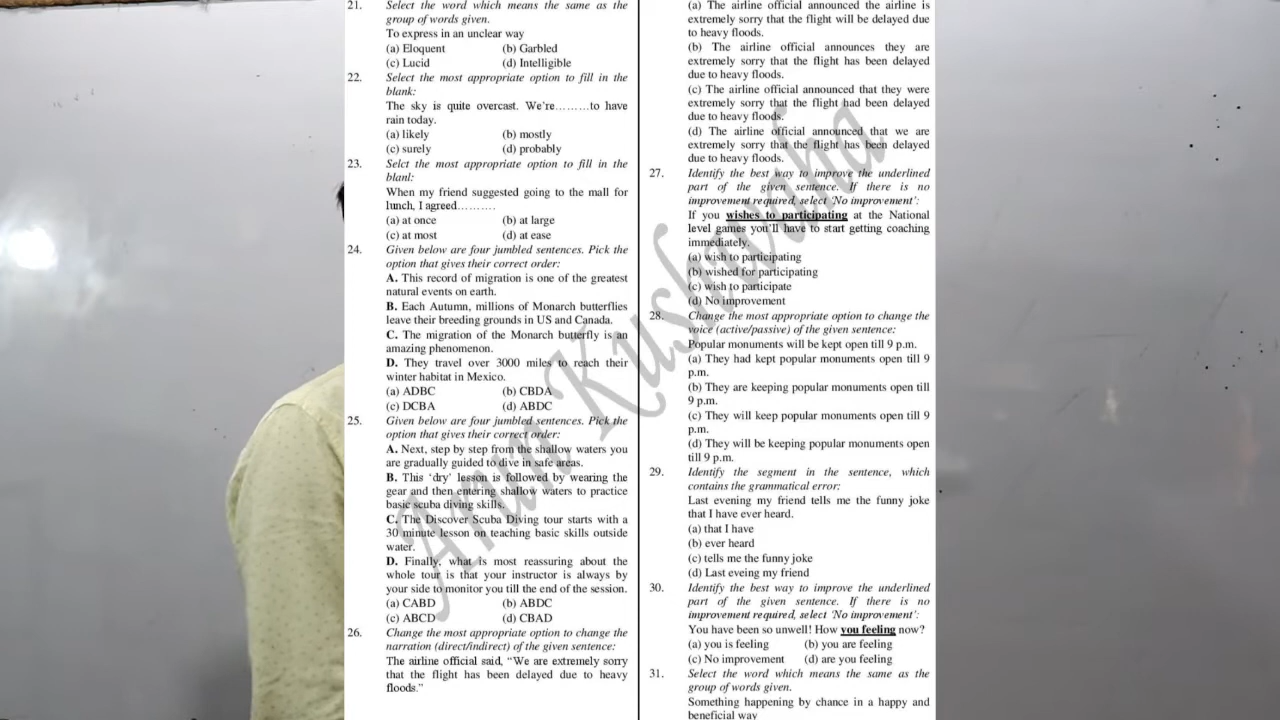 21. Select the word which means the same as the
group of words given.
To express in an unclear way
(a) Eloquent (b) Garbled
(c) Lucid (d) Intelligible
22. Select the most appropriate option to fill in the
blank:
The sky is quite overcast. We're.........to have
rain today.
(a) likely (b) mostly
(c) surely (d) probably
23. Selct the most appropriate option to fill in the
blanl:
When my friend suggested going to the mall for
lunch, I agreed..........
(a) at once (b) at large
(c) at most (d) at ease
24. Given below are four jumbled sentences. Pick the
option that gives their correct order:
A. This record of migration is one of the greatest
natural events on earth.
B. Each Autumn, millions of Monarch butterflies
leave their breeding grounds in US and Canada.
C. The migration of the Monarch butterfly is an
amazing phenomenon.
D. They travel over 3000 miles to reach their
winter habitat in Mexico.
(a) ADBC (b) CBDA
(c) DCBA (d) ABDC
25. Given below are four jumbled sentences. Pick the
option that gives their correct order:
A. Next, step by step from the shallow waters you
are gradually guided to dive in safe areas.
B. This 'dry' lesson is followed by wearing the
gear and then entering shallow waters to practice
basic scuba diving skills.
C. The Discover Scuba Diving tour starts with a
30 minute lesson on teaching basic skills outside
water.
D. Finally, what is most reassuring about the
whole tour is that your instructor is always by
your side to monitor you till the end of the session.
(a) CABD (b) ABDC
(c) ABCD (d) CBAD
26. Change the most appropriate option to change the
narration (direct/indirect) of the given sentence:
The airline official said, "We are extremely sorry
that the flight has been delayed due to heavy
floods."
(a) The airline official announced the airline is
extremely sorry that the flight will be delayed due
to heavy floods.
(b) The airline official announces they are
extremely sorry that the flight has been delayed
due to heavy floods.
(c) The airline official announced that they were
extremely sorry that the flight had been delayed
due to heavy floods.
(d) The airline official announced that we are
extremely sorry that the flight has been delayed
due to heavy floods.
27. Identify the best way to improve the underlined
part of the given sentence. If there is no
improvement required, select 'No improvement':
If you wishes to participating at the National
level games you'll have to start getting coaching
immediately.
(a) wish to participating
(b) wished for participating
(c) wish to participate
(d) No improvement
28. Change the most appropriate option to change the
voice (active/passive) of the given sentence:
Popular monuments will be kept open till 9 p.m.
(a) They had kept popular monuments open till 9
p.m.
(b) They are keeping popular monuments open till
9 p.m.
(c) They will keep popular monuments open till 9
p.m.
(d) They will be keeping popular monuments open
till 9 p.m.
29. Identify the segment in the sentence, which
contains the grammatical error:
Last evening my friend tells me the funny joke
that I have ever heard.
(a) that I have
(b) ever heard
(c) tells me the funny joke
(d) Last eveing my friend
30. Identify the best way to improve the underlined
part of the given sentence. If there is no
improvement required, select 'No improvement':
You have been so unwell! How you feeling now?
(a) you is feeling (b) you are feeling
(c) No improvement (d) are you feeling
31. Select the word which means the same as the
group of words given.
Something happening by chance in a happy and
beneficial way
Arun Kushwaha